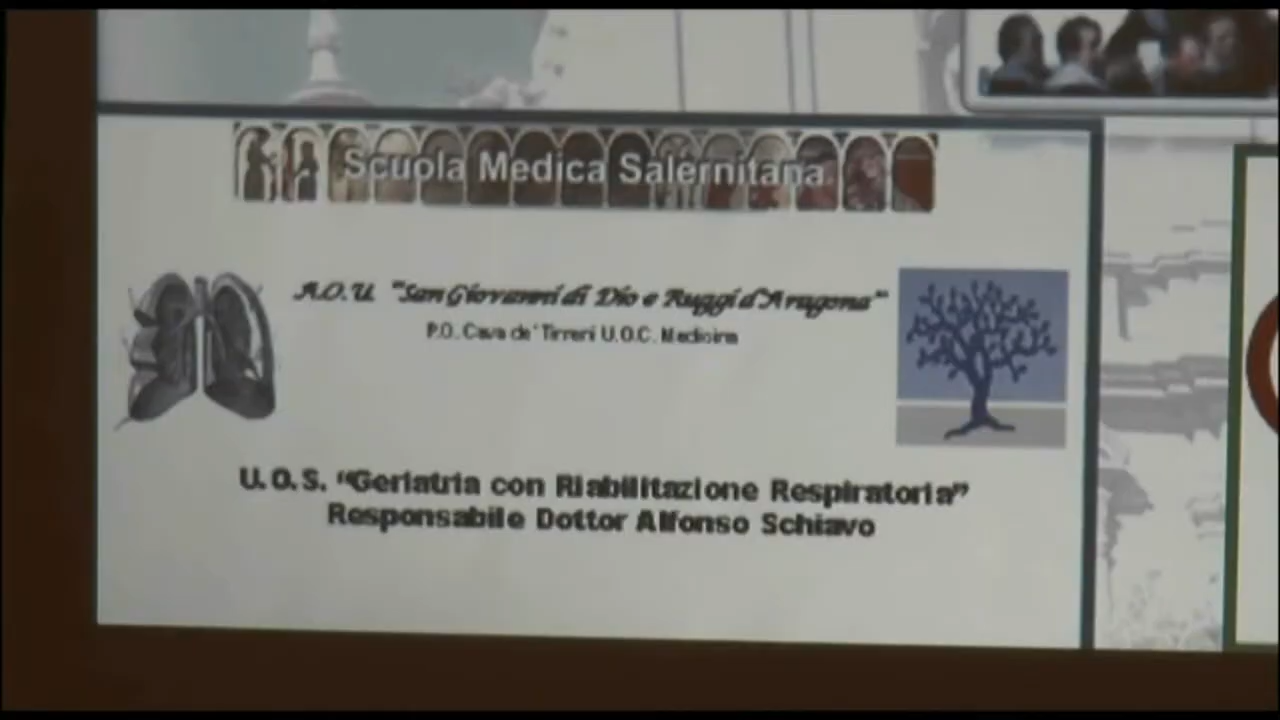 Scuola Medica Salernitana
A.O.U. "San Giovanni di Dio e Ruggi d'Aragona"
P.O. Cava de' Tirreni U.O.C. Medicina
U.O.S. “Geriatria con Riabilitazione Respiratoria”
Responsabile Dottor Alfonso Schiavo